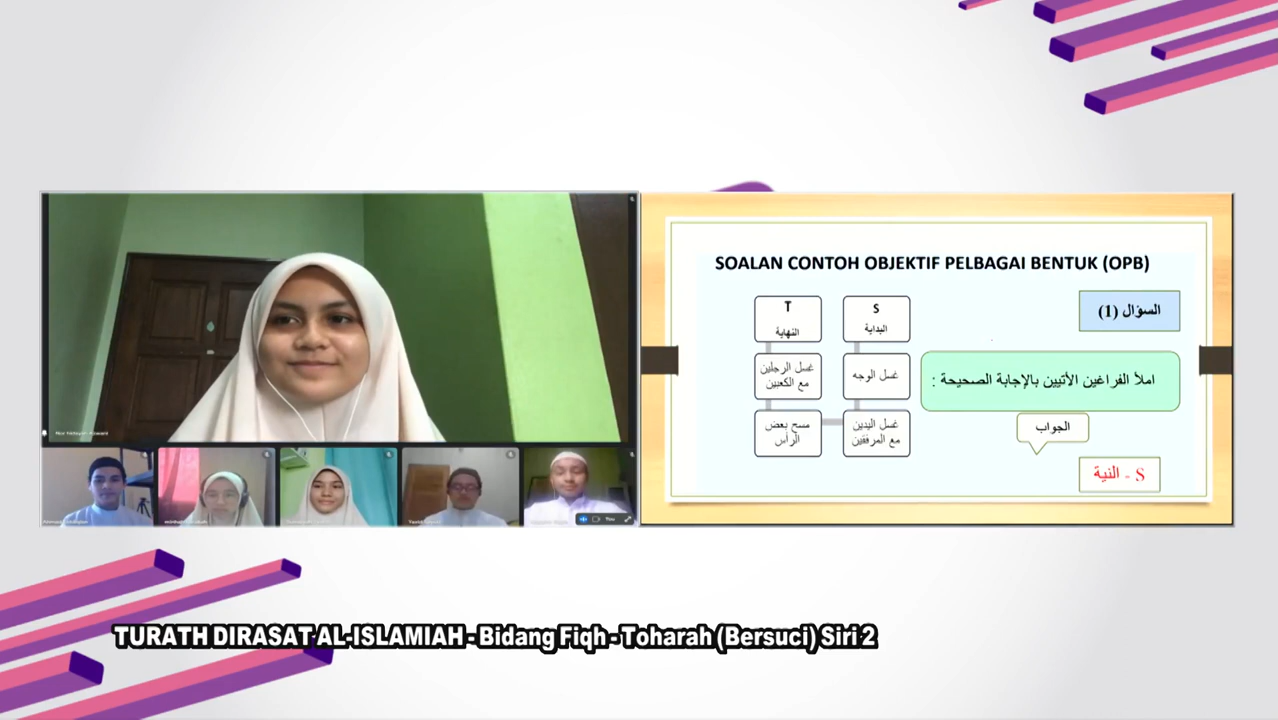 SOALAN CONTOH OBJEKTIF PELBAGAI BENTUK (OPB)
السؤال (1)
T
النهاية
S
البداية
غسل الرجلين
مع الكعبين
غسل الوجه
املأ الفراغين الأتيين بالإجابة الصحيحة :
مسح بعض
الرأس
غسل اليدين
مع المرفقين
الجواب
S - النية
You
TURATH DIRASAT AL-ISLAMIAH - Bidang Fiqh - Toharah (Bersuci) Siri 2